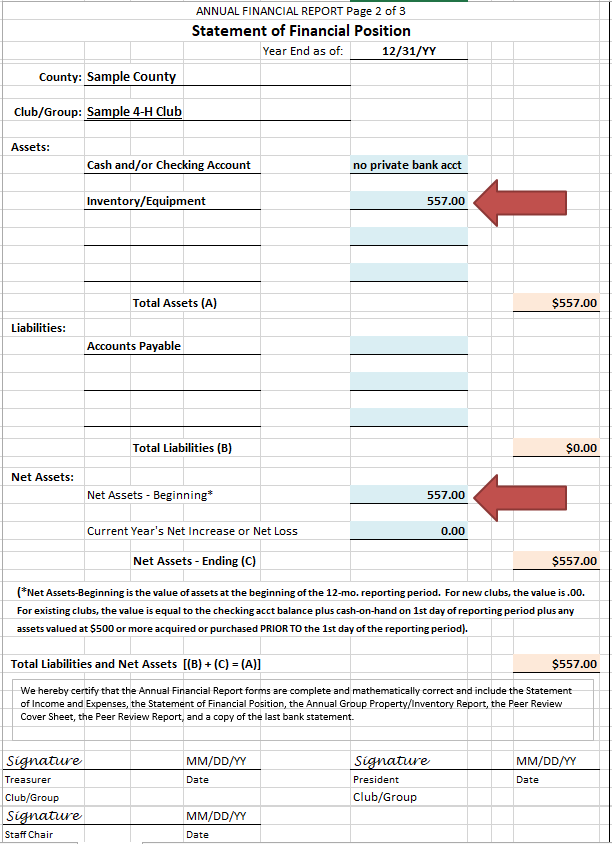 ANNUAL FINANCIAL REPORT Page 2 of 3
Statement of Financial Position
Year End as of: 12/31/YY
County: Sample County
Club/Group: Sample 4-H Club
Assets:
Cash and/or Checking Account no private bank acct
Inventory/Equipment 557.00
Total Assets (A) $557.00
Liabilities:
Accounts Payable
Total Liabilities (B) $0.00
Net Assets:
Net Assets - Beginning* 557.00
Current Year's Net Increase or Net Loss 0.00
Net Assets - Ending (C) $557.00
(*Net Assets-Beginning is the value of assets at the beginning of the 12-mo. reporting period. For new clubs, the value is .00.
For existing clubs, the value is equal to the checking acct balance plus cash-on-hand on 1st day of reporting period plus any
assets valued at $500 or more acquired or purchased PRIOR TO the 1st day of the reporting period).
Total Liabilities and Net Assets [(B) + (C) = (A)] $557.00
We hereby certify that the Annual Financial Report forms are complete and mathematically correct and include the Statement
of Income and Expenses, the Statement of Financial Position, the Annual Group Property/Inventory Report, the Peer Review
Cover Sheet, the Peer Review Report, and a copy of the last bank statement.
Signature MM/DD/YY Signature MM/DD/YY
Treasurer Date President Date
Club/Group Club/Group
Signature MM/DD/YY
Staff Chair Date